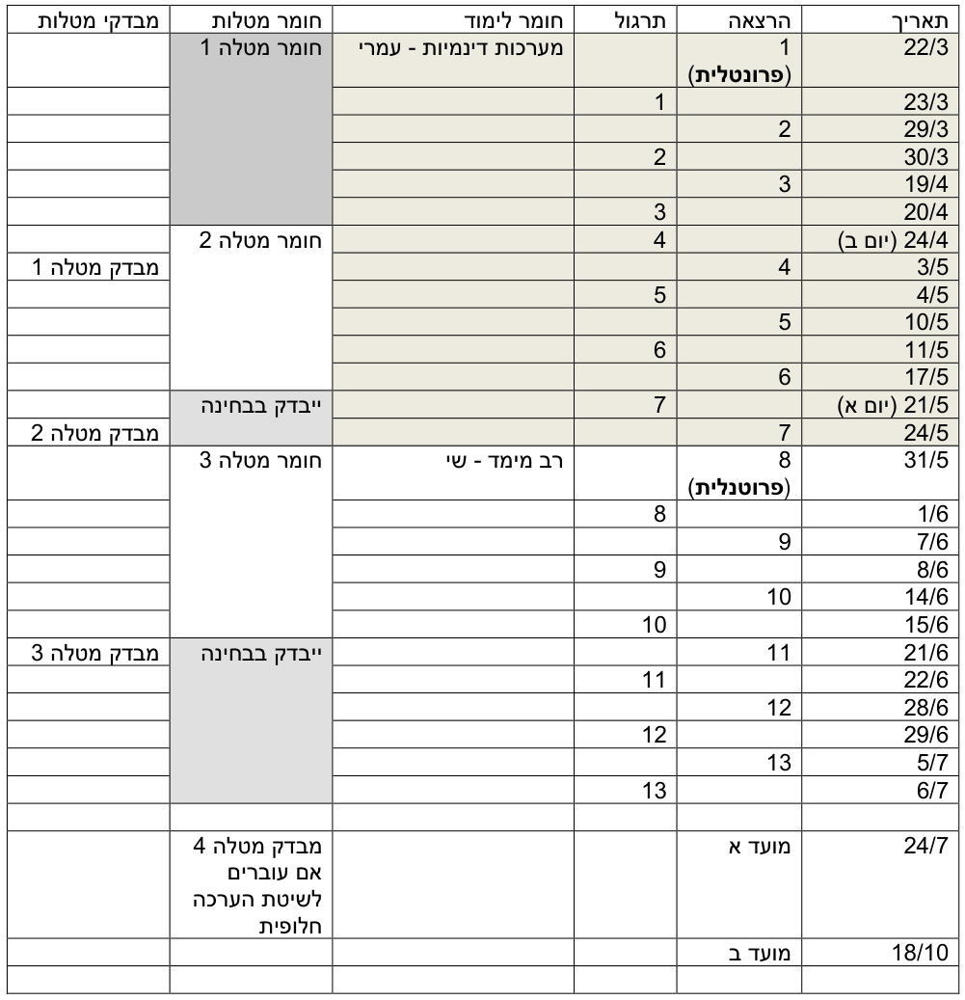 תאריך הרצאה תרגול חומר לימוד חומר מטלות מבדקי מטלות
22/3 1 מערכות דינמיות - עמרי חומר מטלה 1
(פרונטלית)
23/3 1
29/3 2
30/3 2
19/4 3
20/4 3
24/4 (יום ב) 4 חומר מטלה 2
3/5 4 מבדק מטלה 1
4/5 5
10/5 5
11/5 6
17/5 6
21/5 (יום א) 7 ייבדק בבחינה
24/5 7 מבדק מטלה 2
31/5 8 רב מימד - שי חומר מטלה 3
(פרוטנלית)
1/6 8
7/6 9
8/6 9
14/6 10
15/6 10
21/6 11 ייבדק בבחינה מבדק מטלה 3
22/6 11
28/6 12
29/6 12
5/7 13
6/7 13
24/7 מועד א מבדק מטלה 4
אם עוברים
לשיטת הערכה
חלופית
18/10 מועד ב